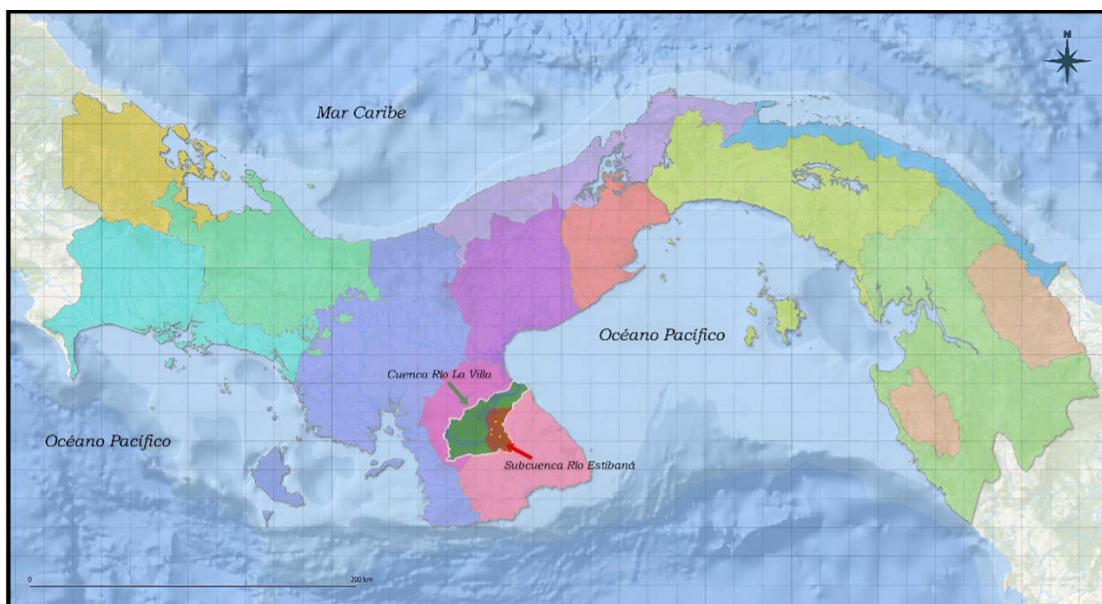 N
Mar Caribe
Océano Pacífico
Cuenca Río La Villa
Océano Pacífico
Subcuenca Río Estibaná
0
200 km